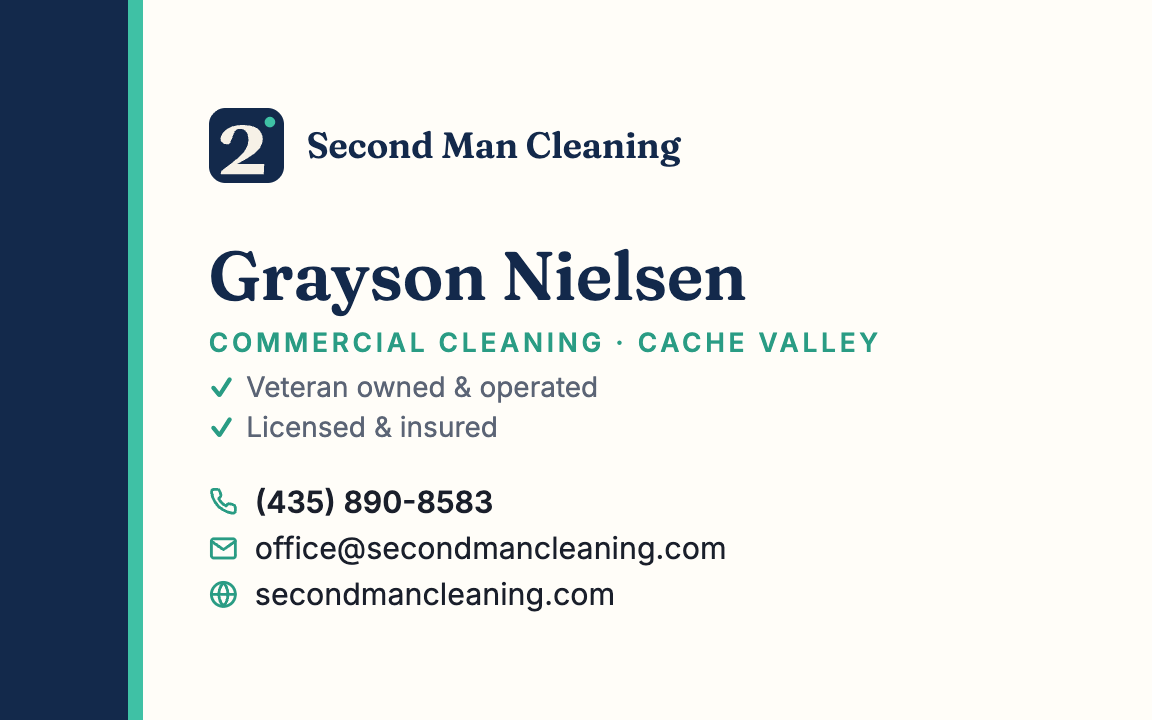 2
Second Man Cleaning
Grayson Nielsen
COMMERCIAL CLEANING · CACHE VALLEY
Veteran owned & operated
Licensed & insured
(435) 890-8583
office@secondmancleaning.com
secondmancleaning.com